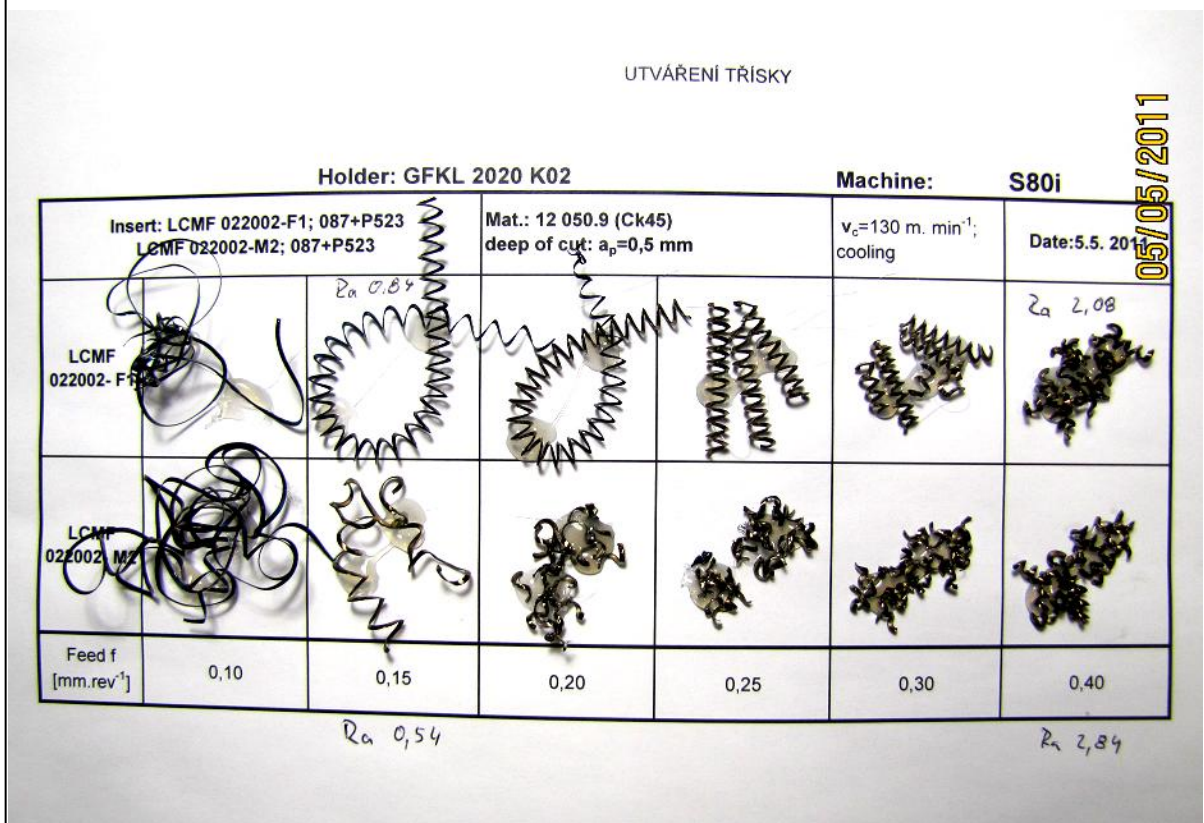 UTVÁŘENÍ TŘÍSKY
05/05/2011
Holder: GFKL 2020 K02
Machine:
S80i
Insert: LCMF 022002-F1; 087+P523
LCMF 022002-M2; 087+P523
Mat.: 12 050.9 (Ck45)
deep of cut: aₚ=0,5 mm
v꜀=130 m. min⁻¹;
cooling
Date:5.5. 2011
Ra 0,84
Ra 2,08
LCMF
022002- F1
LCMF
022002- M2
Feed f
[mm.rev⁻¹]
0,10
0,15
0,20
0,25
0,30
0,40
Ra 0,54
Ra 2,84